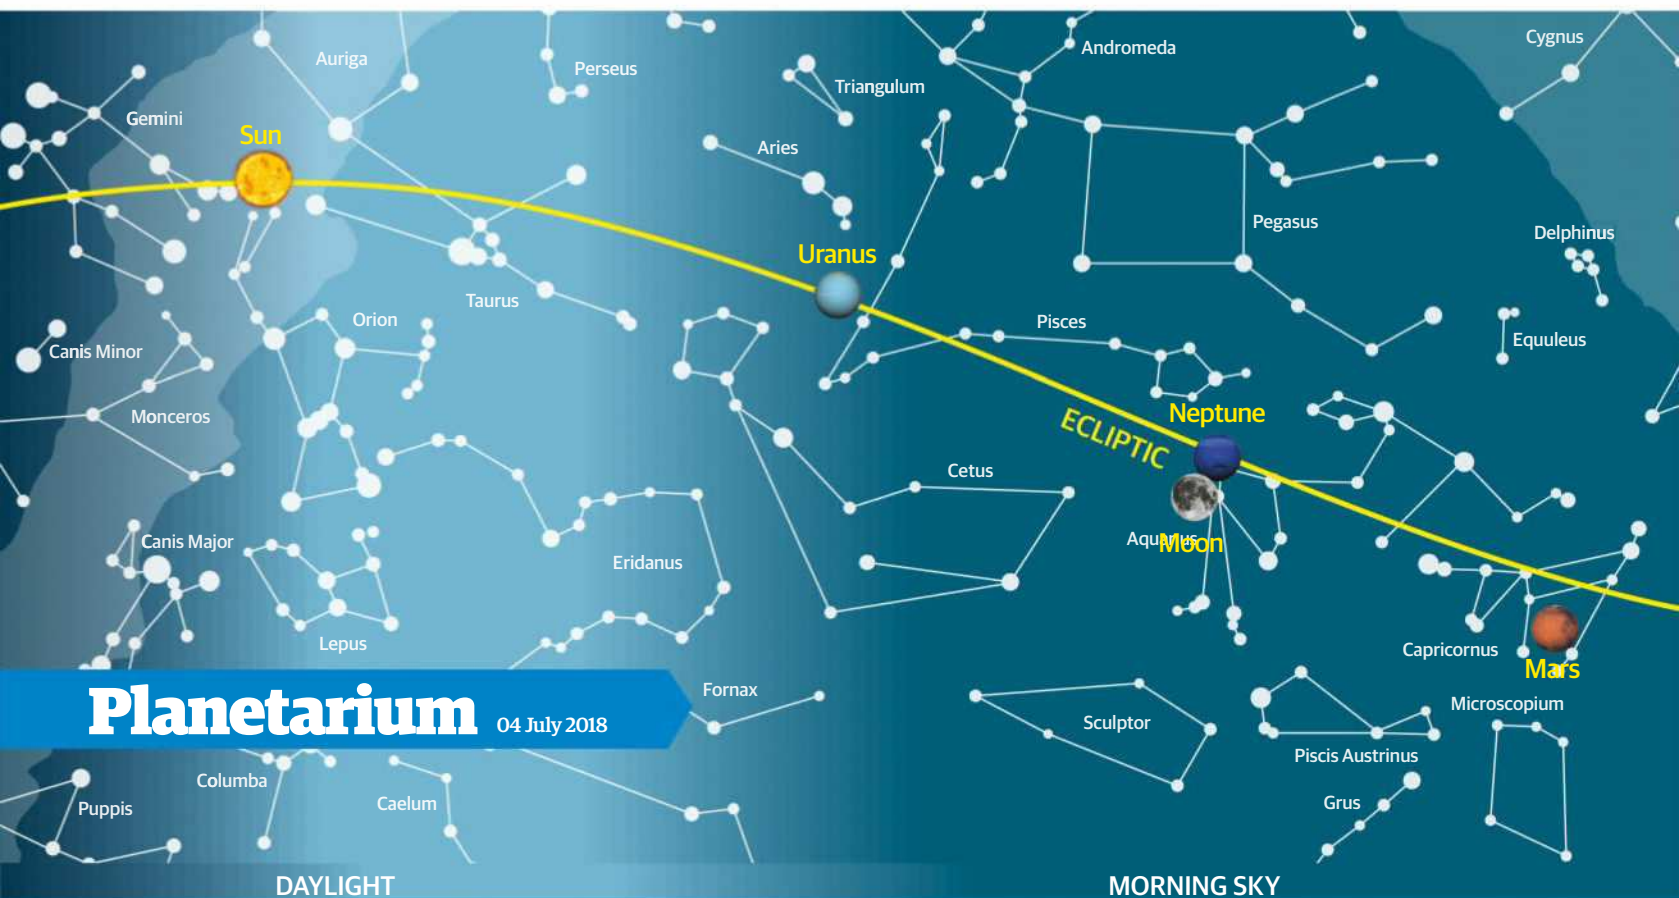 Cygnus
Andromeda
Auriga
Perseus
Triangulum
Gemini
Sun
Aries
Pegasus
Delphinus
Uranus
Taurus
Orion
Pisces
Equuleus
Canis Minor
Monceros
Neptune
ECLIPTIC
Cetus
Aquarius
Moon
Canis Major
Eridanus
Lepus
Capricornus
Mars
Fornax
Microscopium
Sculptor
Planetarium 04 July 2018
Piscis Austrinus
Columba
Caelum
Grus
Puppis
DAYLIGHT
MORNING SKY